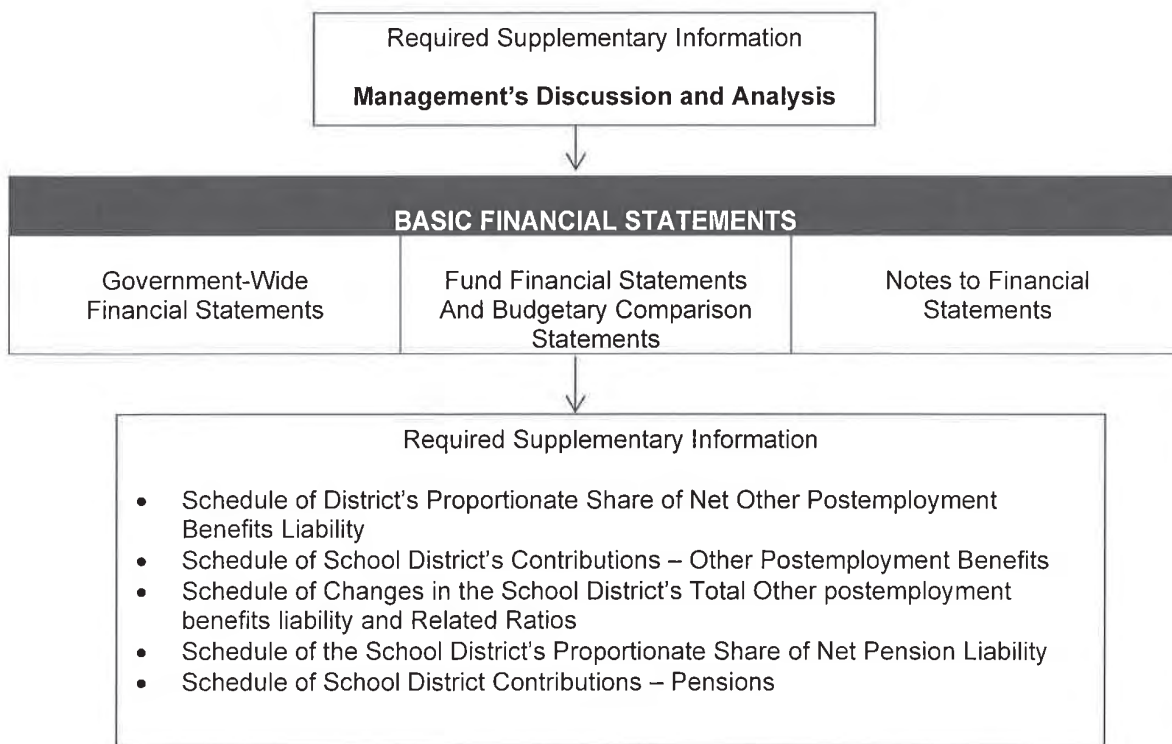 Required Supplementary Information
Management's Discussion and Analysis
BASIC FINANCIAL STATEMENTS
Government-Wide
Financial Statements
Fund Financial Statements
And Budgetary Comparison
Statements
Notes to Financial
Statements
Required Supplementary Information
• Schedule of District's Proportionate Share of Net Other Postemployment
Benefits Liability
• Schedule of School District's Contributions – Other Postemployment Benefits
• Schedule of Changes in the School District's Total Other postemployment
benefits liability and Related Ratios
• Schedule of the School District's Proportionate Share of Net Pension Liability
• Schedule of School District Contributions – Pensions